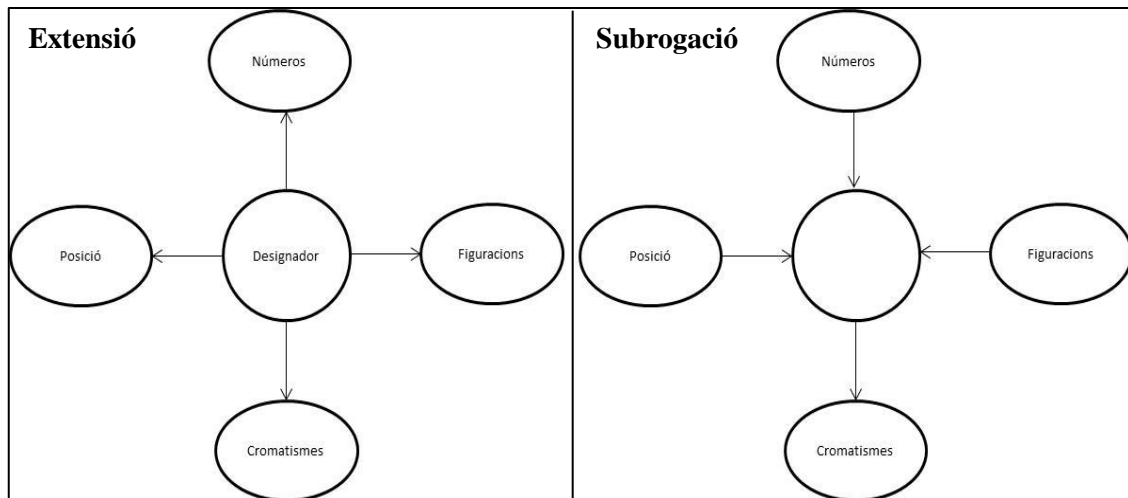 Extensió
Números
Posició
Designador
Figuracions
Cromatismes
Subrogació
Números
Posició
Figuracions
Cromatismes